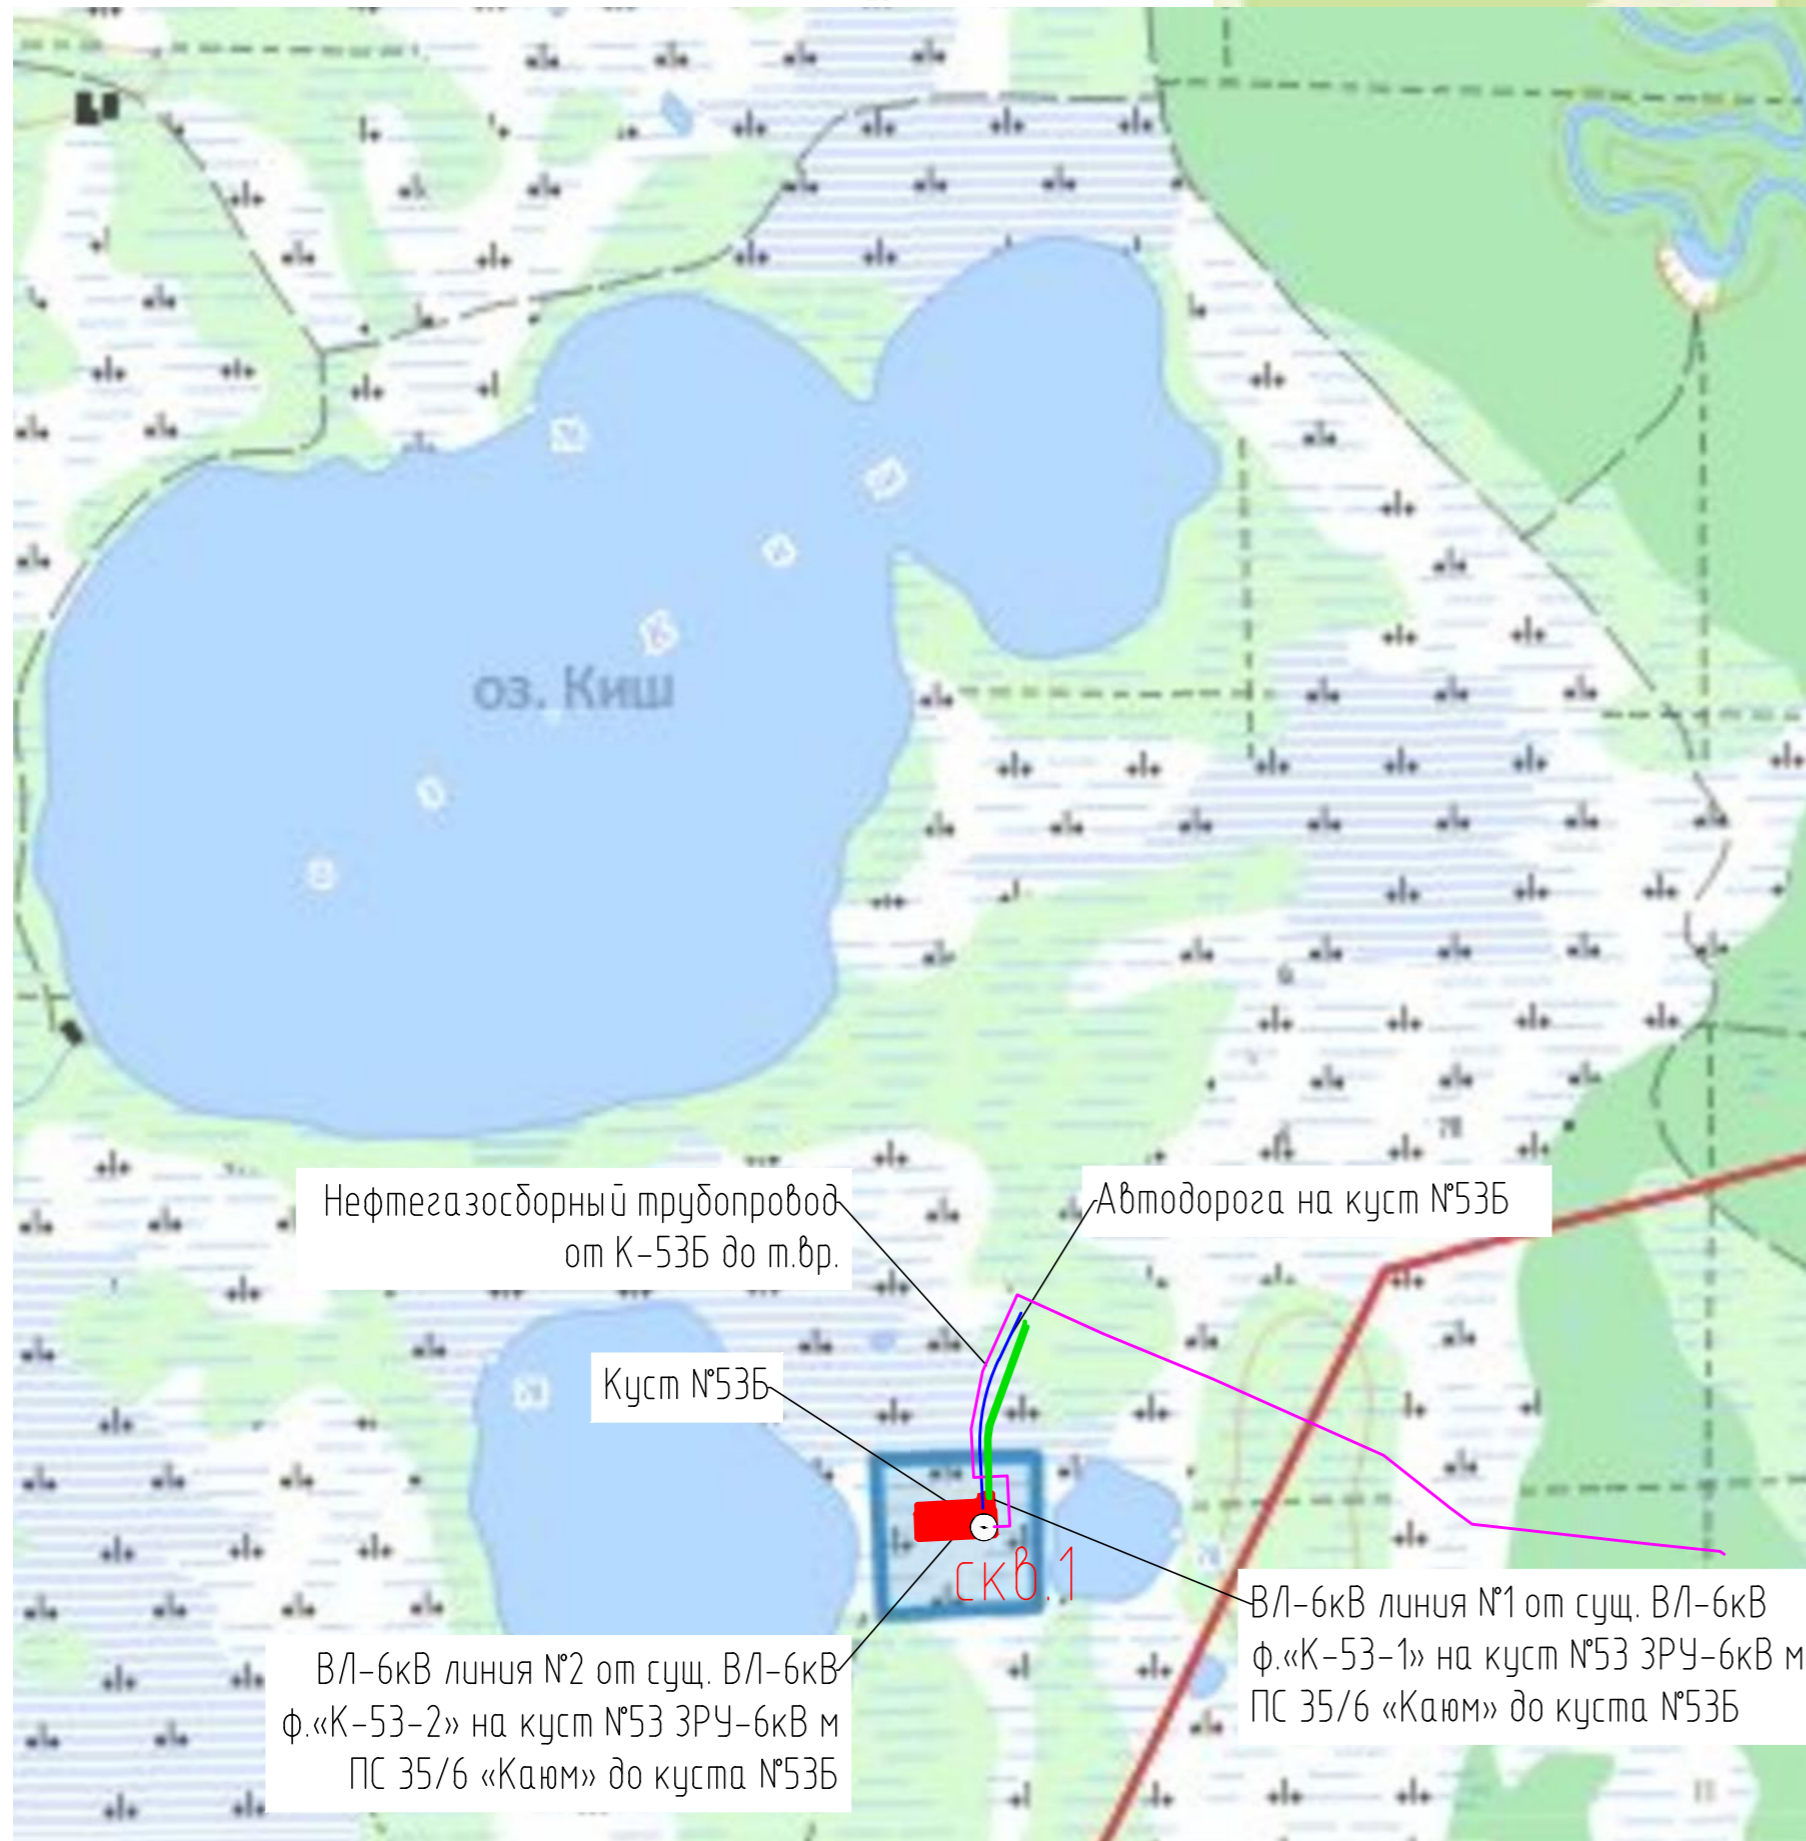 оз. Киш
Нефтегазосборный трубопровод
от К-53Б до т.вр.
Автодорога на куст №53Б
Куст №53Б
скв.1
ВЛ-6кВ линия №1 от сущ. ВЛ-6кВ
ф.«К-53-1» на куст №53 ЗРУ-6кВ м
ПС 35/6 «Каюм» до куста №53Б
ВЛ-6кВ линия №2 от сущ. ВЛ-6кВ
ф.«К-53-2» на куст №53 ЗРУ-6кВ м
ПС 35/6 «Каюм» до куста №53Б